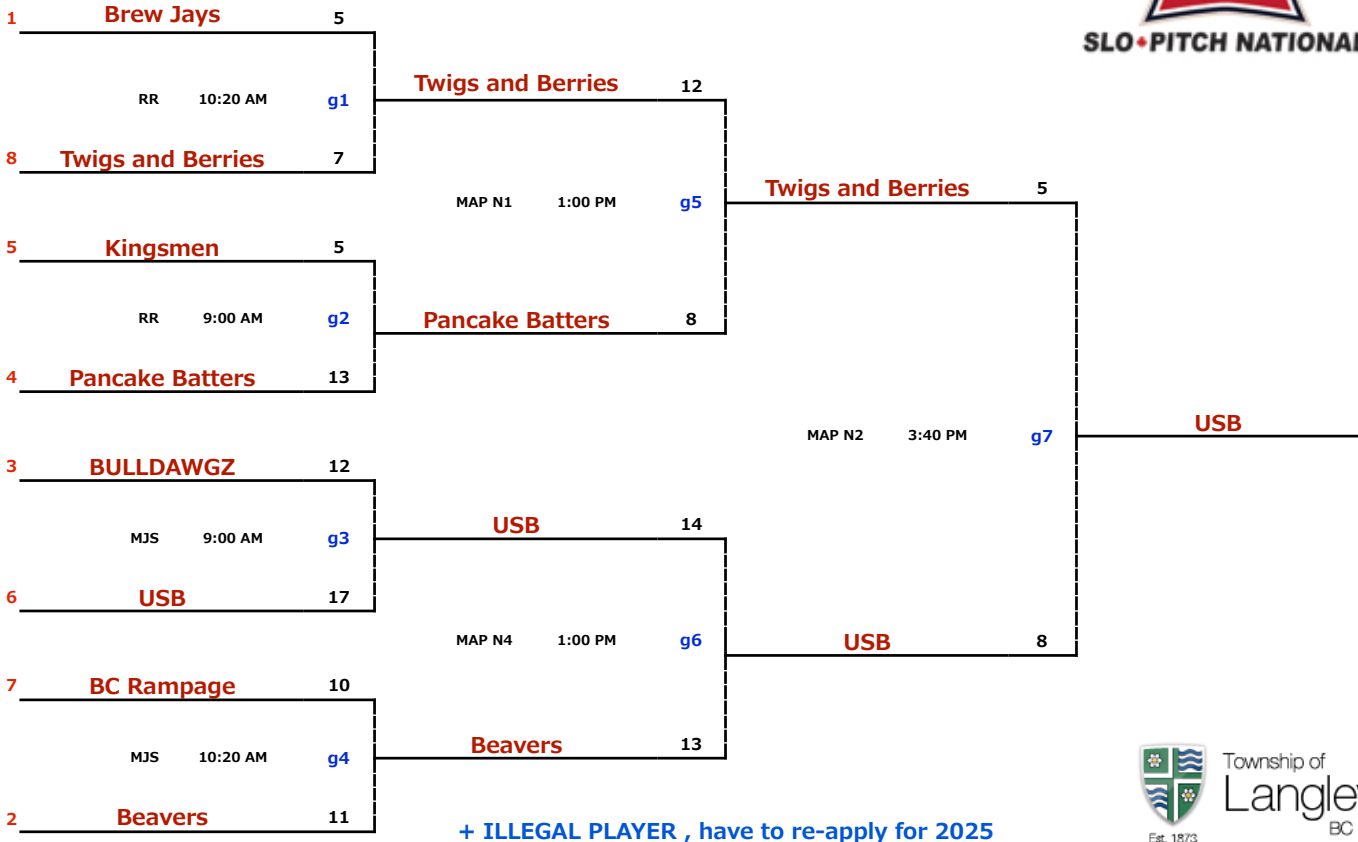 1 Brew Jays 5
SLO PITCH NATIONAL
Twigs and Berries 12
RR 10:20 AM g1
8 Twigs and Berries 7
Twigs and Berries 5
MAP N1 1:00 PM g5
5 Kingsmen 5
RR 9:00 AM g2
Pancake Batters 8
4 Pancake Batters 13
USB
MAP N2 3:40 PM g7
3 BULLDAWGZ 12
USB 14
MJS 9:00 AM g3
6 USB 17
MAP N4 1:00 PM g6
USB 8
7 BC Rampage 10
Beavers 13
MJS 10:20 AM g4
Township of
Langley
BC
2 Beavers 11
+ ILLEGAL PLAYER , have to re-apply for 2025
Est. 1873